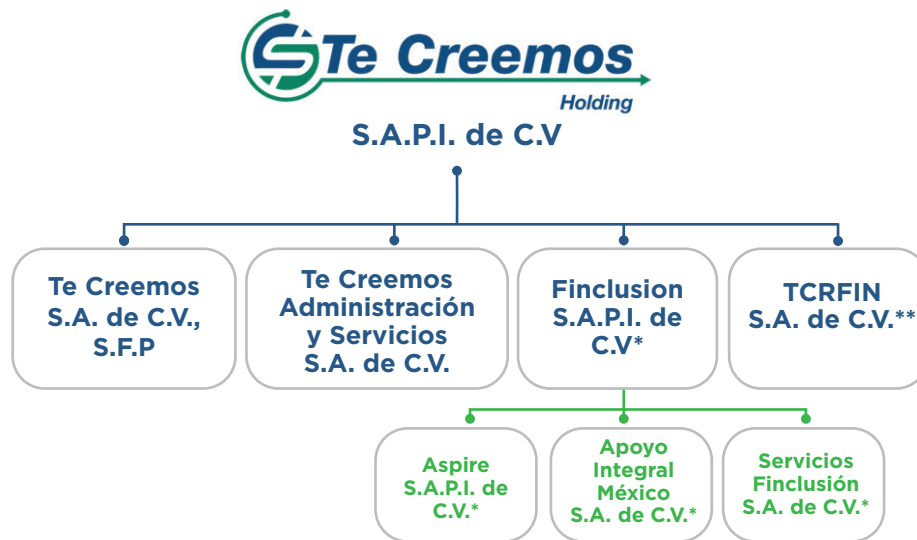 Te Creemos
Holding
S.A.P.I. de C.V
Te Creemos
S.A. de C.V.,
S.F.P
Te Creemos
Administración
y Servicios
S.A. de C.V.
Finclusion
S.A.P.I. de
C.V*
TCRFIN
S.A. de C.V.**
Aspire
S.A.P.I. de
C.V.*
Apoyo
Integral
México
S.A. de C.V.*
Servicios
Finclusión
S.A. de C.V.*